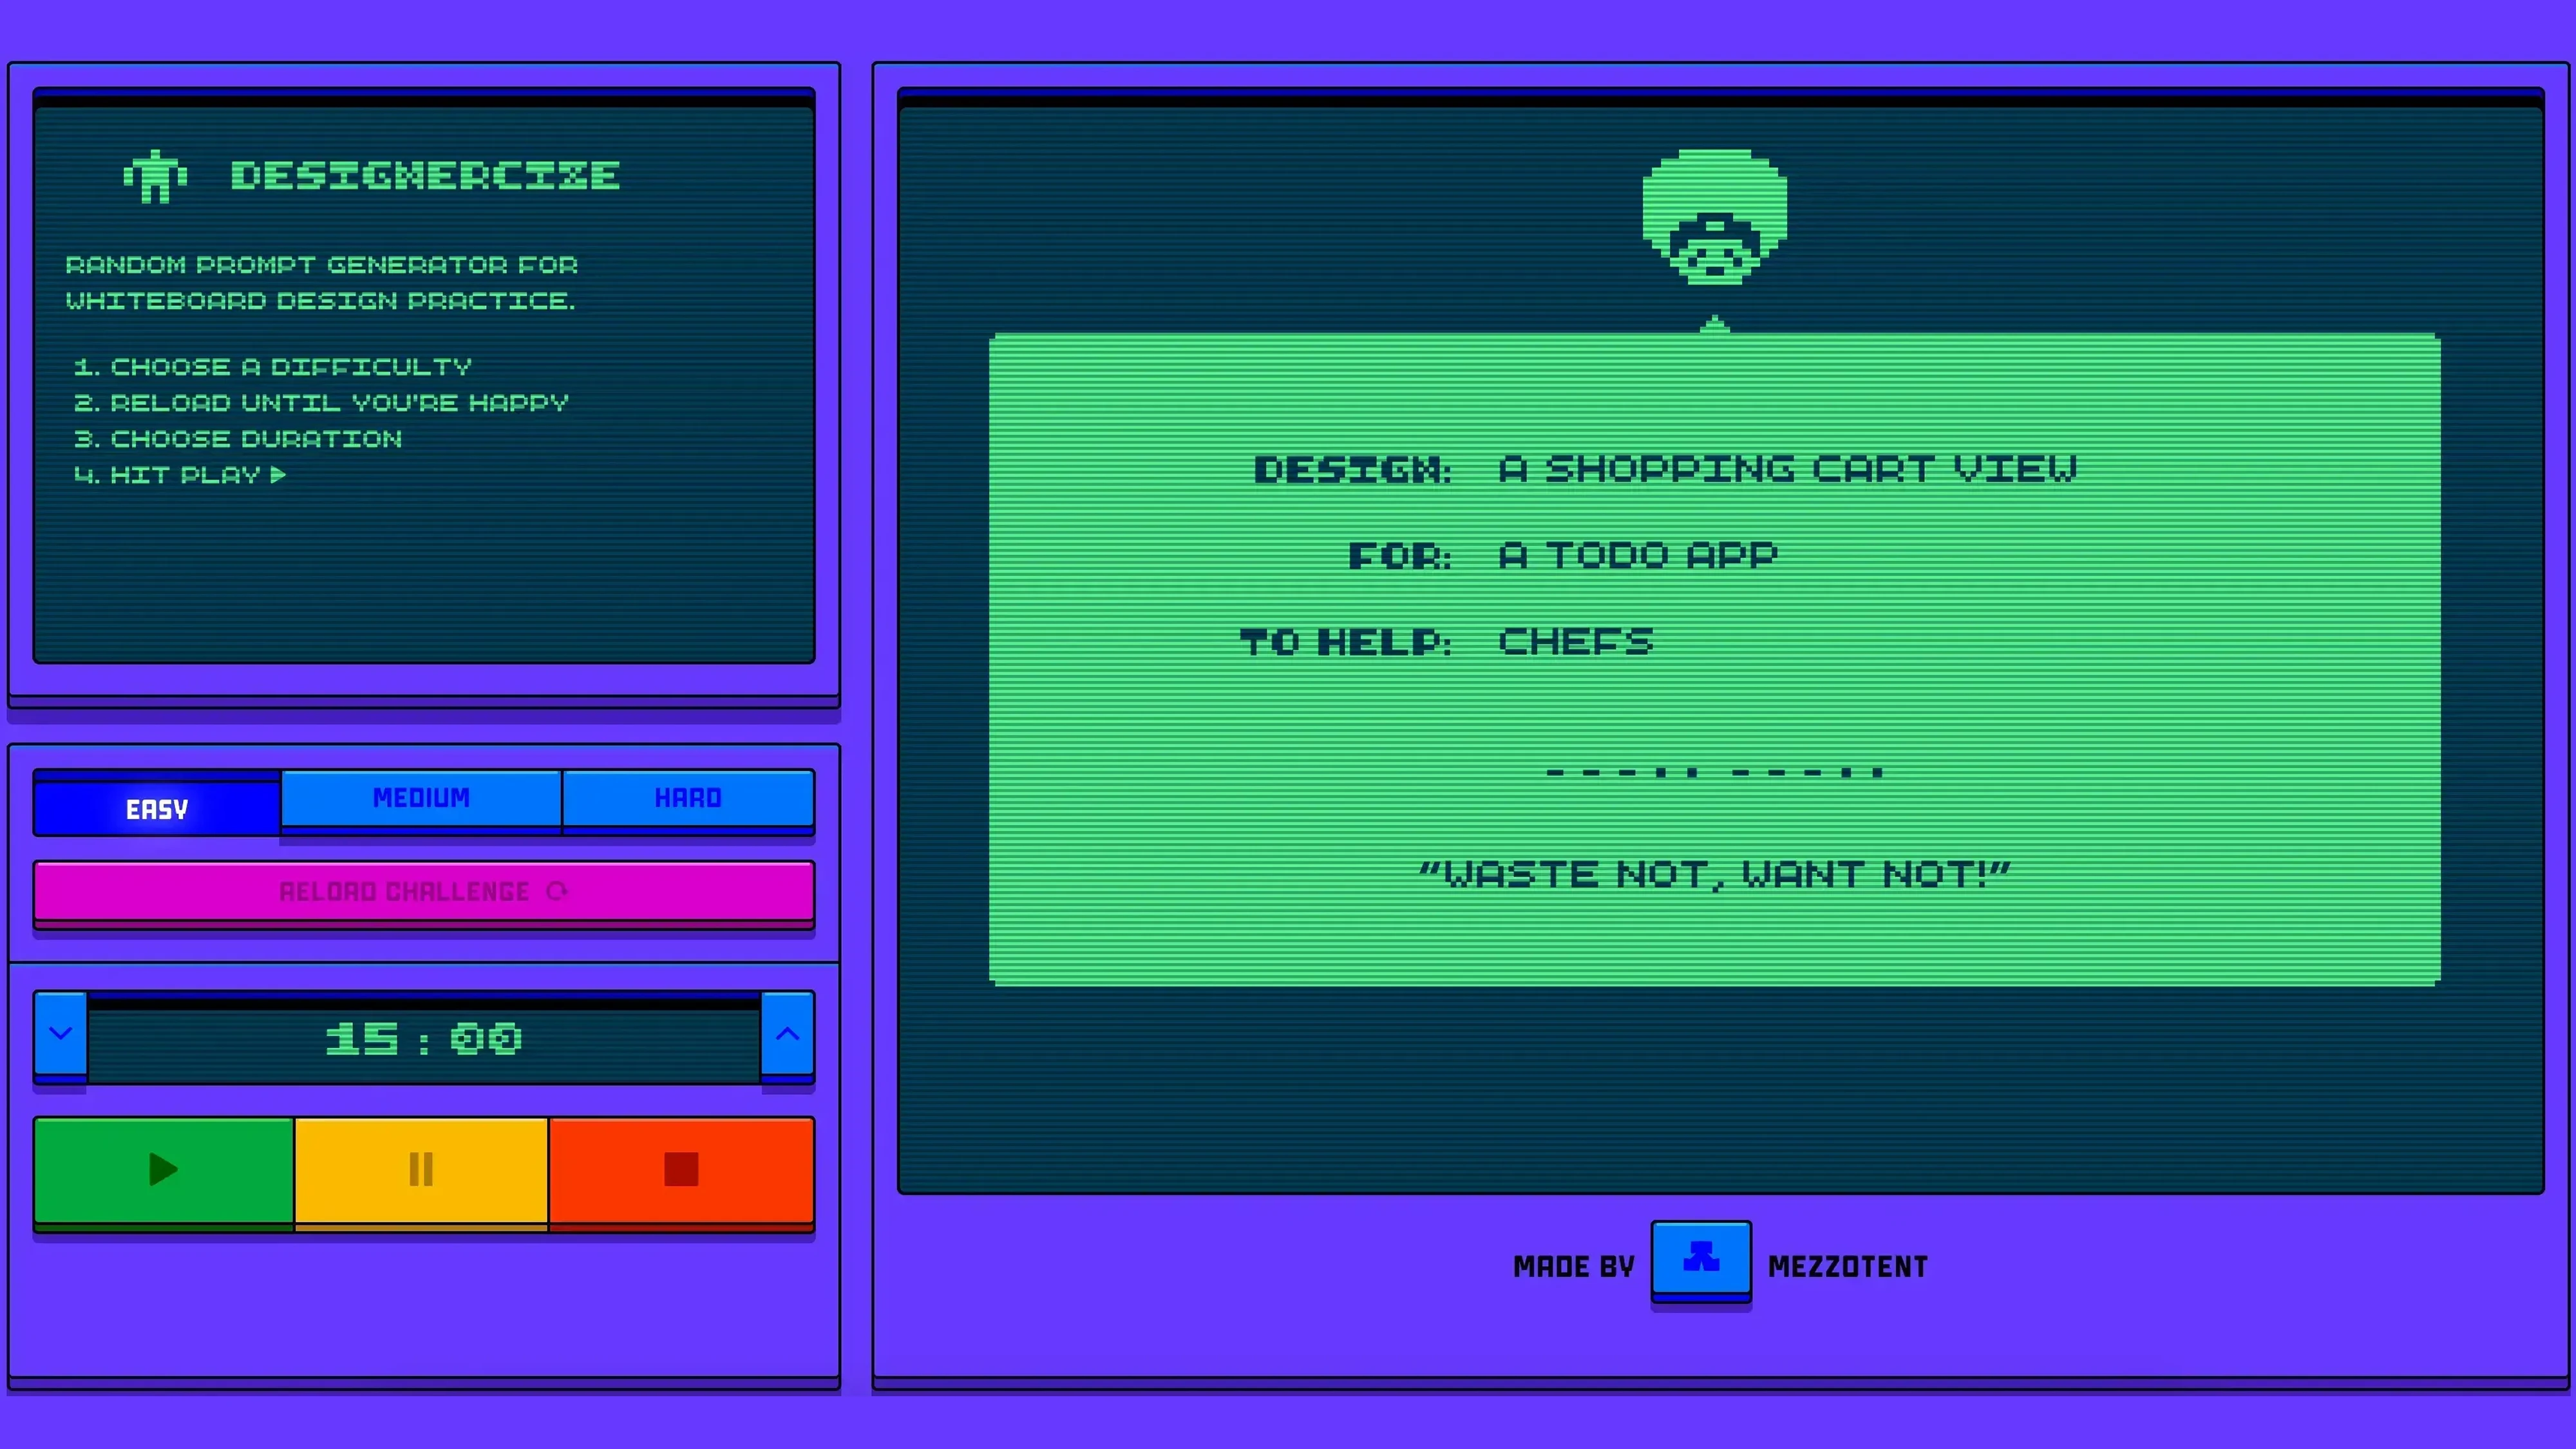 DESIGNERCIZE
RANDOM PROMPT GENERATOR FOR
WHITEBOARD DESIGN PRACTICE.
1. CHOOSE A DIFFICULTY
2. RELOAD UNTIL YOU'RE HAPPY
3. CHOOSE DURATION
4. HIT PLAY ▶
EASY
MEDIUM
HARD
RELOAD CHALLENGE
15:00
DESIGN: A SHOPPING CART VIEW
FOR: A TODO APP
TO HELP: CHEFS
---·· ---··
“WASTE NOT, WANT NOT!”
MADE BY MEZZOTENT